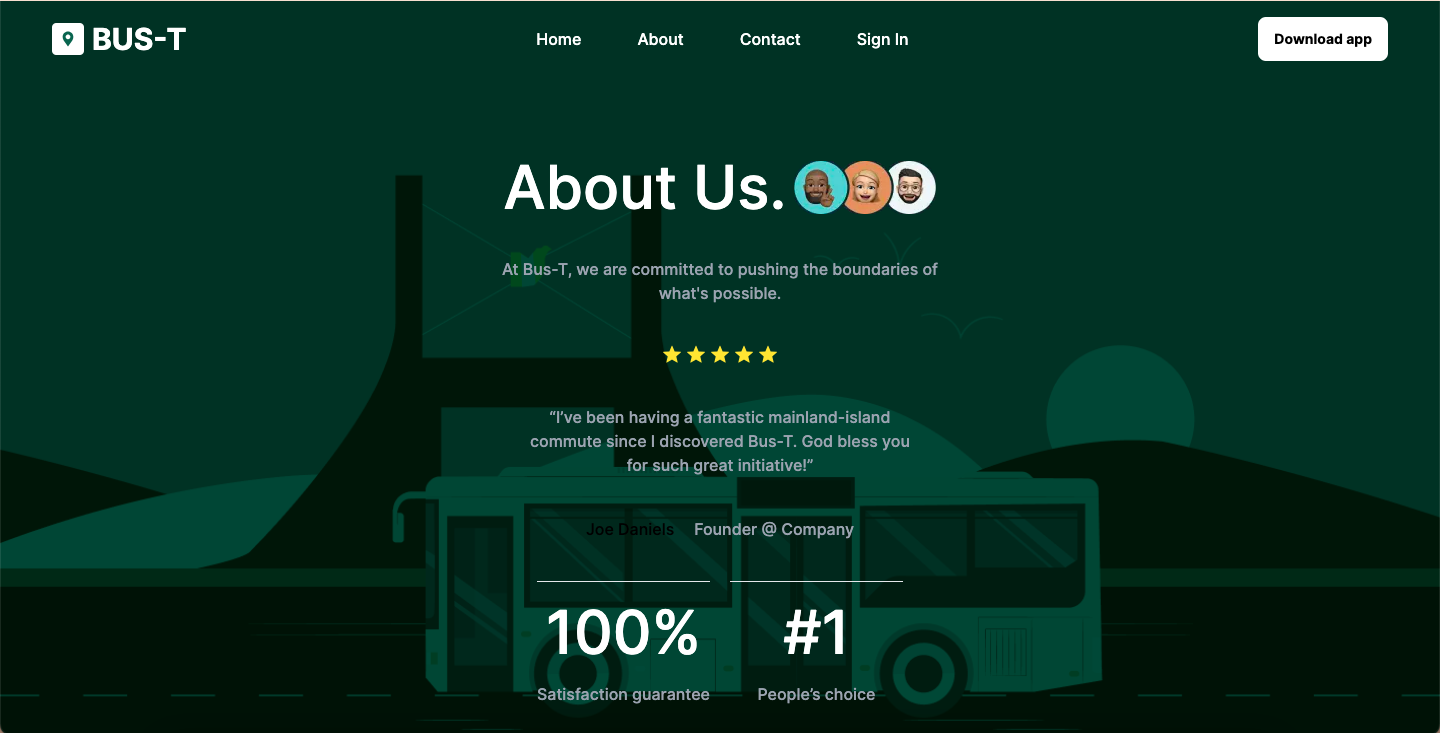 BUS-T
Home About Contact Sign In
Download app
About Us.
At Bus-T, we are committed to pushing the boundaries of
what's possible.
“I’ve been having a fantastic mainland-island
commute since I discovered Bus-T. God bless you
for such great initiative!”
Joe Daniels Founder @ Company
100% #1
Satisfaction guarantee People’s choice